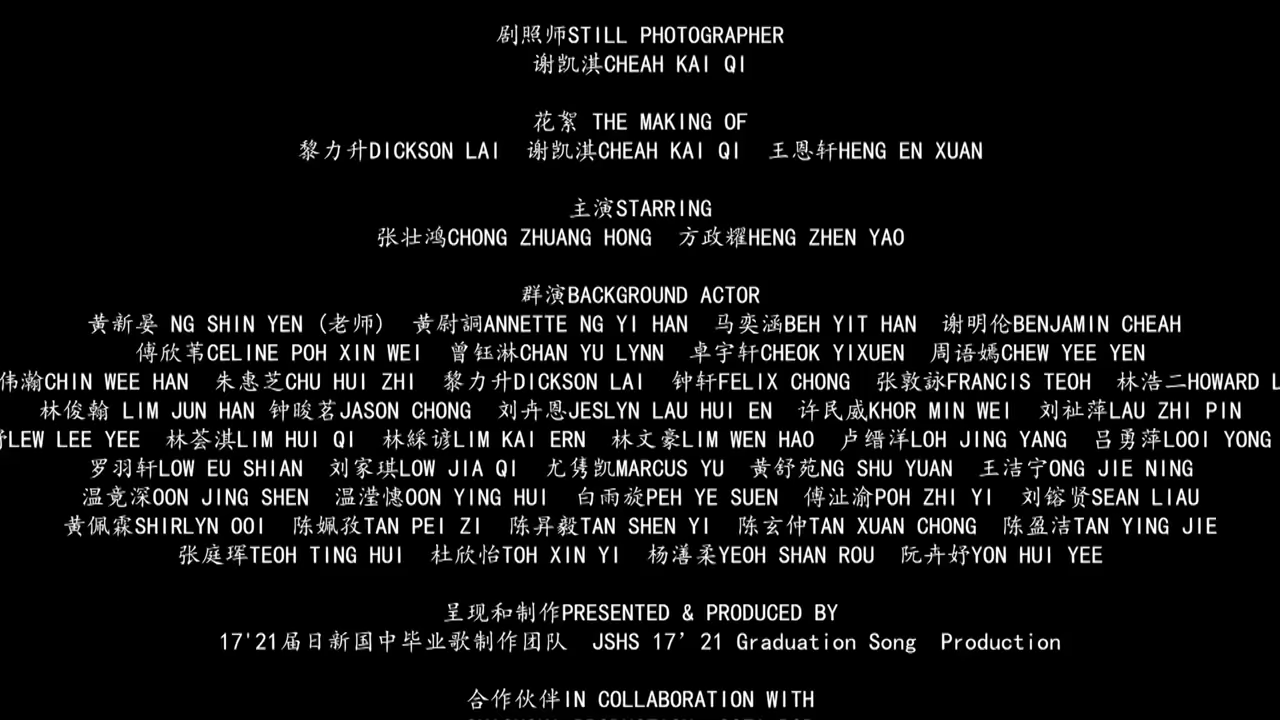 剧照师STILL PHOTOGRAPHER
谢凯淇CHEAH KAI QI
花絮 THE MAKING OF
黎力升DICKSON LAI 谢凯淇CHEAH KAI QI 王恩轩HENG EN XUAN
主演STARRING
张壮鸿CHONG ZHUANG HONG 方政耀HENG ZHEN YAO
群演BACKGROUND ACTOR
黄新晏 NG SHIN YEN (老师) 黄尉詷ANNETTE NG YI HAN 马奕涵BEH YIT HAN 谢明伦BENJAMIN CHEAH
傅欣苇CELINE POH XIN WEI 曾钰淋CHAN YU LYNN 卓宇轩CHEOK YIXUEN 周语嫣CHEW YEE YEN
伟瀚CHIN WEE HAN 朱惠芝CHU HUI ZHI 黎力升DICKSON LAI 钟轩FELIX CHONG 张敦詠FRANCIS TEOH 林浩二HOWARD L
林俊翰 LIM JUN HAN 钟晙茗JASON CHONG 刘卉恩JESLYN LAU HUI EN 许民威KHOR MIN WEI 刘祉萍LAU ZHI PIN
LEW LEE YEE 林荟淇LIM HUI QI 林綵谚LIM KAI ERN 林文豪LIM WEN HAO 卢缙洋LOH JING YANG 吕勇萍LOOI YONG
罗羽轩LOW EU SHIAN 刘家琪LOW JIA QI 尤隽凯MARCUS YU 黄舒苑NG SHU YUAN 王洁宁ONG JIE NING
温竟深OON JING SHEN 温滢憓OON YING HUI 白雨旋PEH YE SUEN 傅沚渝POH ZHI YI 刘镕贤SEAN LIAU
黄佩霖SHIRLYN OOI 陈姵孜TAN PEI ZI 陈昇毅TAN SHEN YI 陈玄仲TAN XUAN CHONG 陈盈洁TAN YING JIE
张庭珲TEOH TING HUI 杜欣怡TOH XIN YI 杨渼柔YEOH SHAN ROU 阮卉妤YON HUI YEE
呈现和制作PRESENTED & PRODUCED BY
17'21届日新国中毕业歌制作团队 JSHS 17’21 Graduation Song Production
合作伙伴IN COLLABORATION WITH